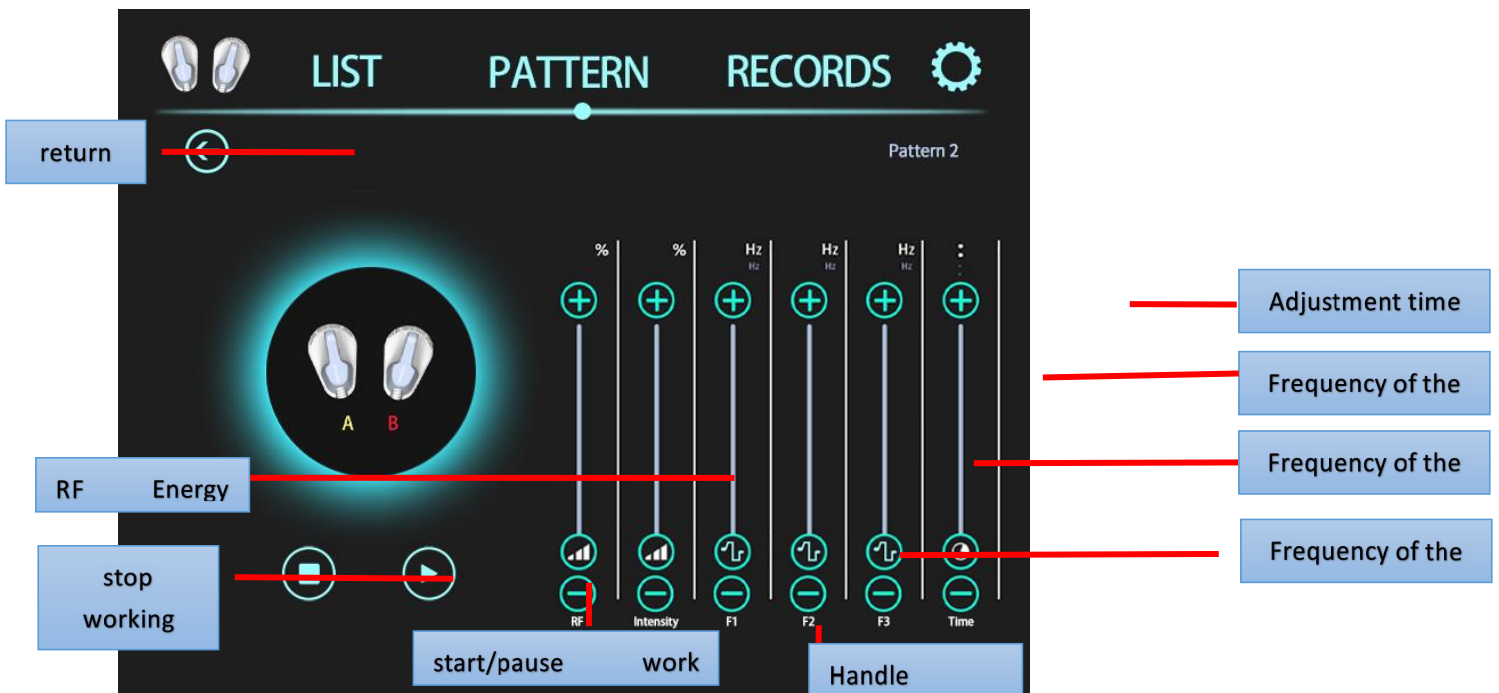 LIST PATTERN RECORDS
return
Pattern 2
% % Hz Hz Hz
Hz Hz Hz
Adjustment time
Frequency of the
Frequency of the
A B
RF Energy
Frequency of the
stop
working
RF Intensity F1 F2 F3 Time
start/pause work
Handle